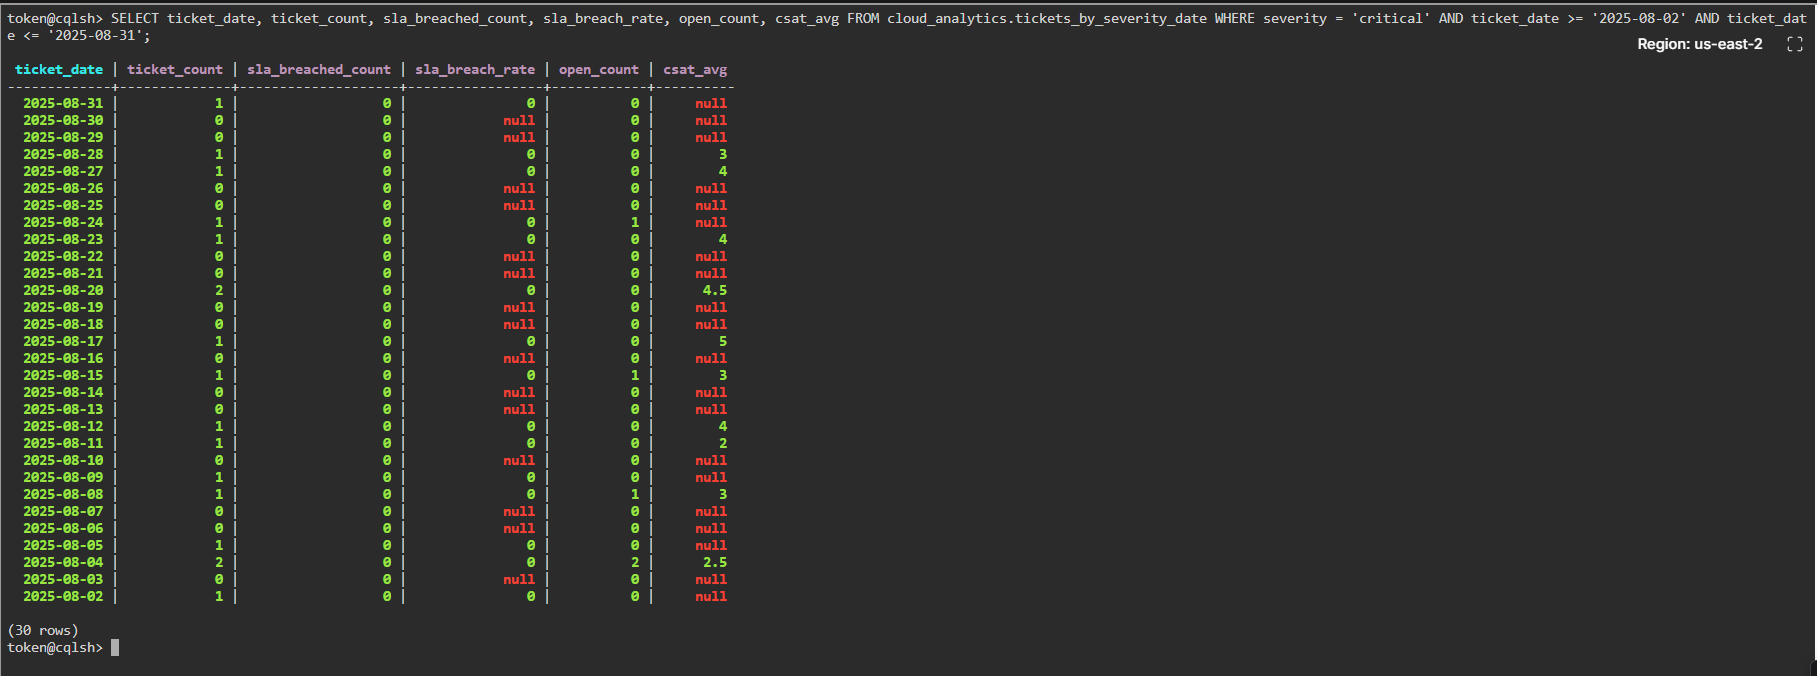 token@cqlsh> SELECT ticket_date, ticket_count, sla_breached_count, sla_breach_rate, open_count, csat_avg FROM cloud_analytics.tickets_by_severity_date WHERE severity = 'critical' AND ticket_date >= '2025-08-02' AND ticket_dat
e <= '2025-08-31';
Region: us-east-2
ticket_date | ticket_count | sla_breached_count | sla_breach_rate | open_count | csat_avg
-------------+--------------+--------------------+-----------------+------------+----------
2025-08-31 | 1 | 0 | 0 | 0 | null
2025-08-30 | 0 | 0 | null | 0 | null
2025-08-29 | 0 | 0 | null | 0 | null
2025-08-28 | 1 | 0 | 0 | 0 | 3
2025-08-27 | 1 | 0 | 0 | 0 | 4
2025-08-26 | 0 | 0 | null | 0 | null
2025-08-25 | 0 | 0 | null | 0 | null
2025-08-24 | 1 | 0 | 0 | 1 | null
2025-08-23 | 1 | 0 | 0 | 0 | 4
2025-08-22 | 0 | 0 | null | 0 | null
2025-08-21 | 0 | 0 | null | 0 | null
2025-08-20 | 2 | 0 | 0 | 0 | 4.5
2025-08-19 | 0 | 0 | null | 0 | null
2025-08-18 | 0 | 0 | null | 0 | null
2025-08-17 | 1 | 0 | 0 | 0 | 5
2025-08-16 | 0 | 0 | null | 0 | null
2025-08-15 | 1 | 0 | 0 | 1 | 3
2025-08-14 | 0 | 0 | null | 0 | null
2025-08-13 | 0 | 0 | null | 0 | null
2025-08-12 | 1 | 0 | 0 | 0 | 4
2025-08-11 | 1 | 0 | 0 | 0 | 2
2025-08-10 | 0 | 0 | null | 0 | null
2025-08-09 | 1 | 0 | 0 | 0 | null
2025-08-08 | 1 | 0 | 0 | 1 | 3
2025-08-07 | 0 | 0 | null | 0 | null
2025-08-06 | 0 | 0 | null | 0 | null
2025-08-05 | 1 | 0 | 0 | 0 | null
2025-08-04 | 2 | 0 | 0 | 2 | 2.5
2025-08-03 | 0 | 0 | null | 0 | null
2025-08-02 | 1 | 0 | 0 | 0 | null
(30 rows)
token@cqlsh>